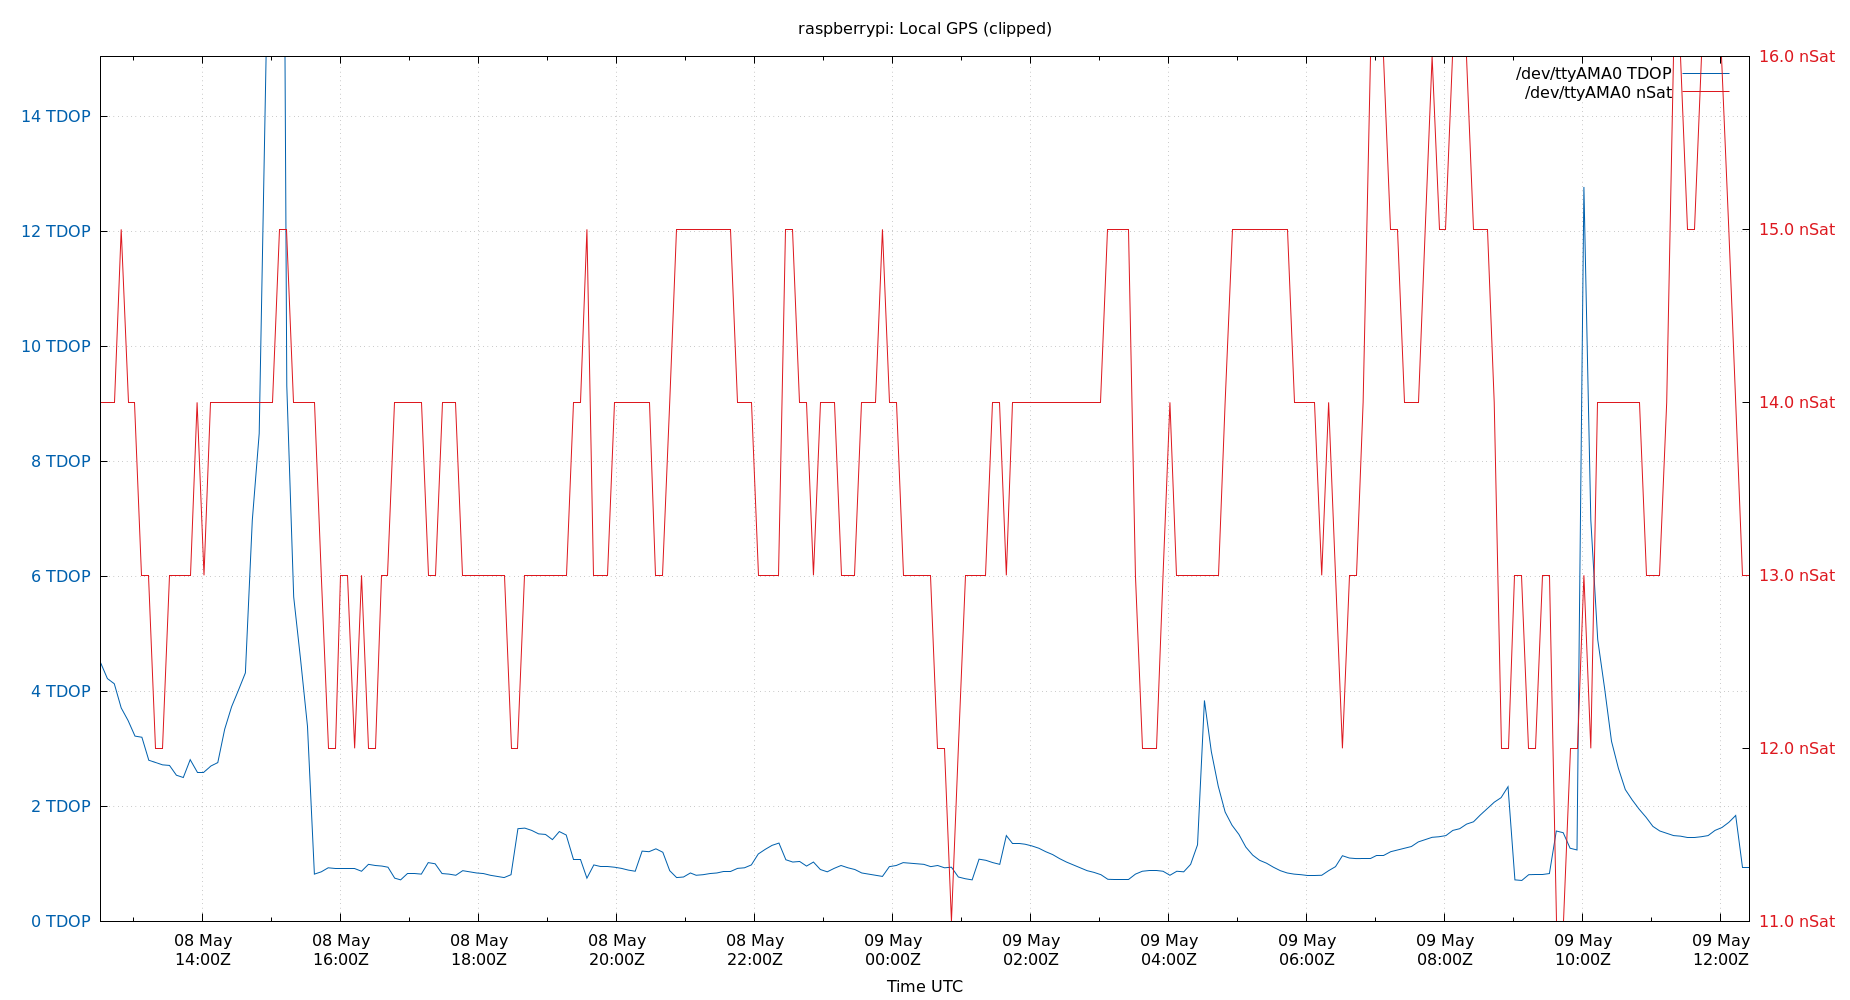 raspberrypi: Local GPS (clipped)
/dev/ttyAMA0 TDOP
/dev/ttyAMA0 nSat
14 TDOP
12 TDOP
10 TDOP
8 TDOP
6 TDOP
4 TDOP
2 TDOP
0 TDOP
16.0 nSat
15.0 nSat
14.0 nSat
13.0 nSat
12.0 nSat
11.0 nSat
08 May
14:00Z
08 May
16:00Z
08 May
18:00Z
08 May
20:00Z
08 May
22:00Z
09 May
00:00Z
09 May
02:00Z
09 May
04:00Z
09 May
06:00Z
09 May
08:00Z
09 May
10:00Z
09 May
12:00Z
Time UTC